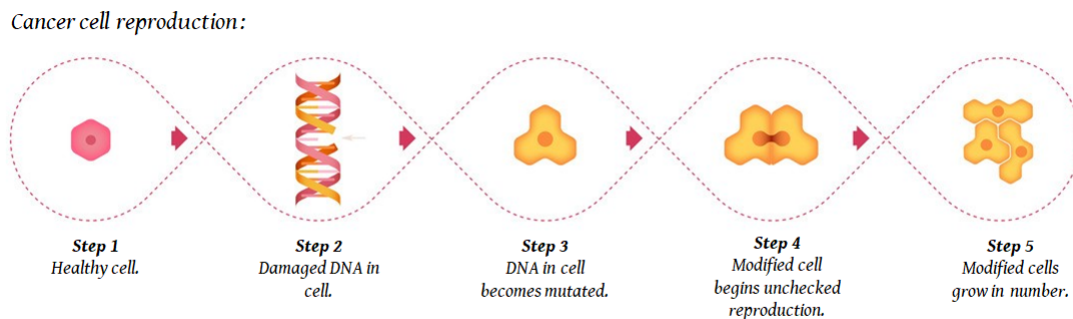 Cancer cell reproduction:
Step 1
Healthy cell.
Step 2
Damaged DNA in
cell.
Step 3
DNA in cell
becomes mutated.
Step 4
Modified cell
begins unchecked
reproduction.
Step 5
Modified cells
grow in number.